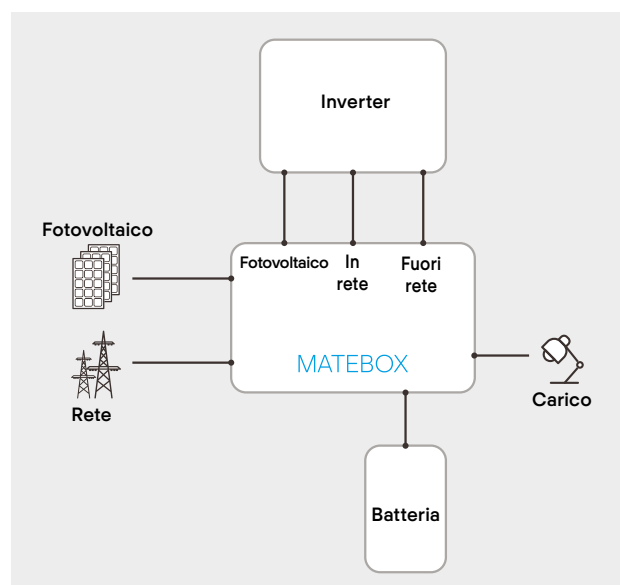 Inverter
Fotovoltaico
Fotovoltaico
In
rete
Fuori
rete
MATEBOX
Rete
Carico
Batteria